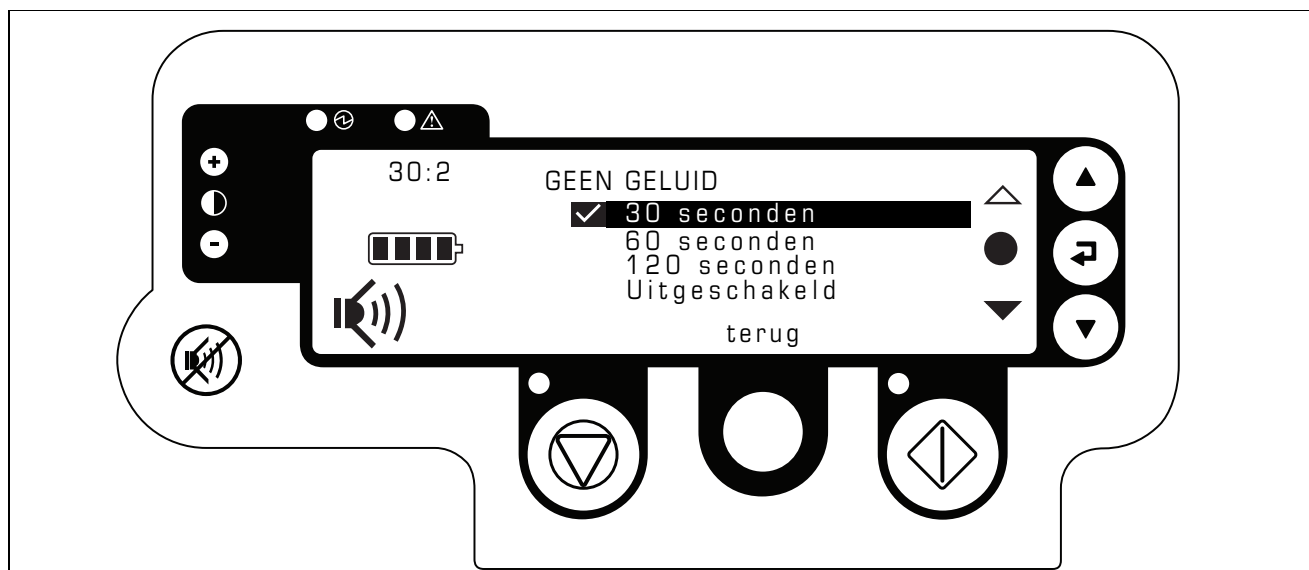 30:2
GEEN GELUID
30 seconden
60 seconden
120 seconden
Uitgeschakeld
terug